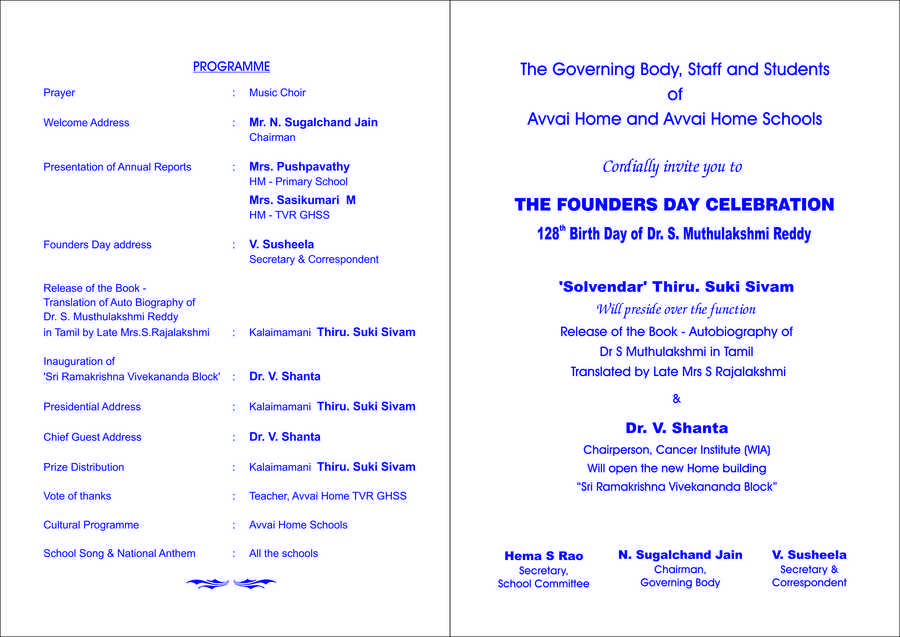 PROGRAMME
Prayer : Music Choir
Welcome Address : Mr. N. Sugalchand Jain
Chairman
Presentation of Annual Reports : Mrs. Pushpavathy
HM - Primary School
Mrs. Sasikumari M
HM - TVR GHSS
Founders Day address : V. Susheela
Secretary & Correspondent
Release of the Book -
Translation of Auto Biography of
Dr. S. Musthulakshmi Reddy
in Tamil by Late Mrs.S.Rajalakshmi : Kalaimamani Thiru. Suki Sivam
Inauguration of
'Sri Ramakrishna Vivekananda Block' : Dr. V. Shanta
Presidential Address : Kalaimamani Thiru. Suki Sivam
Chief Guest Address : Dr. V. Shanta
Prize Distribution : Kalaimamani Thiru. Suki Sivam
Vote of thanks : Teacher, Avvai Home TVR GHSS
Cultural Programme : Avvai Home Schools
School Song & National Anthem : All the schools
The Governing Body, Staff and Students
of
Avvai Home and Avvai Home Schools
Cordially invite you to
THE FOUNDERS DAY CELEBRATION
128th Birth Day of Dr. S. Muthulakshmi Reddy
'Solvendar' Thiru. Suki Sivam
Will preside over the function
Release of the Book - Autobiography of
Dr S Muthulakshmi in Tamil
Translated by Late Mrs S Rajalakshmi
&
Dr. V. Shanta
Chairperson, Cancer Institute (WIA)
Will open the new Home building
“Sri Ramakrishna Vivekananda Block”
Hema S Rao
Secretary,
School Committee
N. Sugalchand Jain
Chairman,
Governing Body
V. Susheela
Secretary &
Correspondent